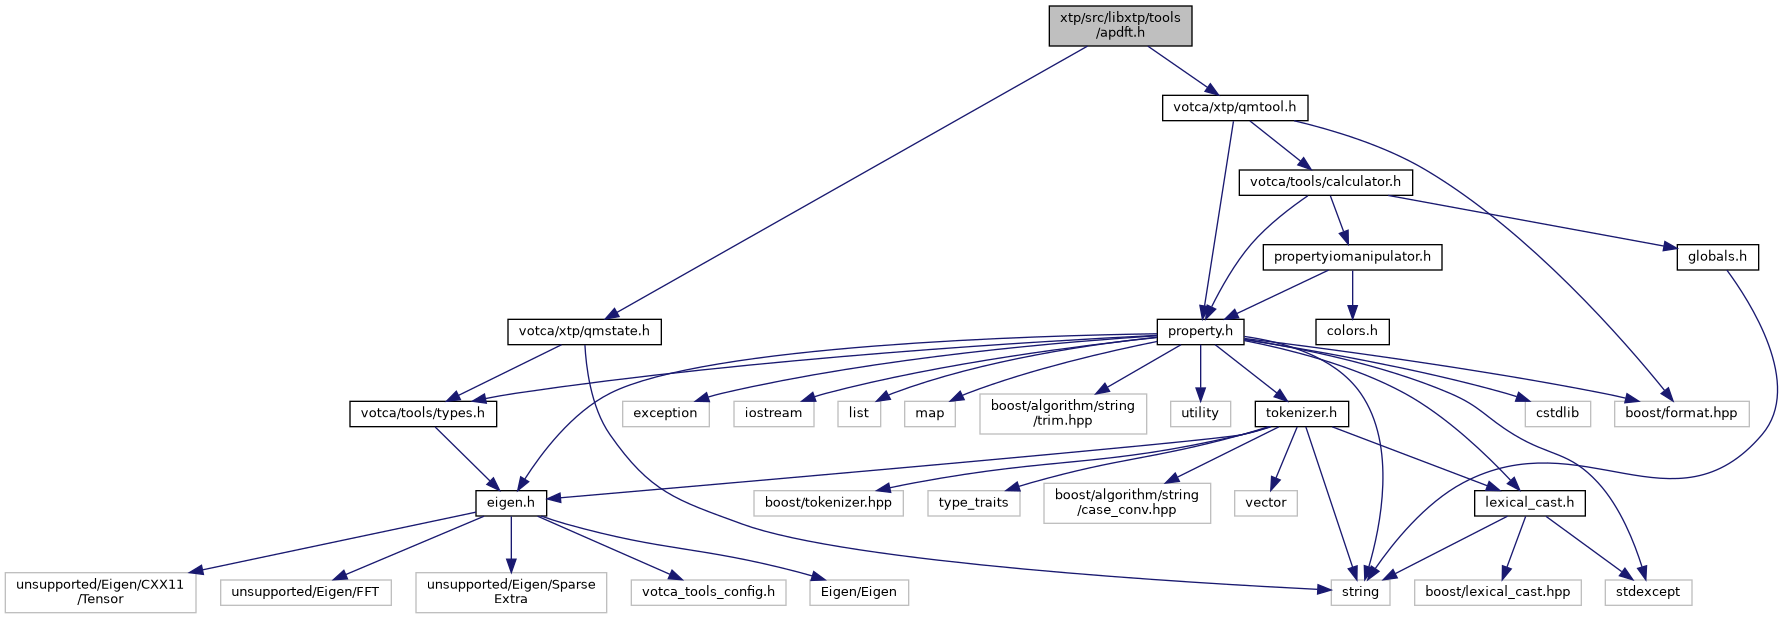 xtp/src/libxtp/tools
/apdft.h
votca/xtp/qmtool.h
votca/tools/calculator.h
propertyiomanipulator.h
globals.h
votca/xtp/qmstate.h
property.h
colors.h
votca/tools/types.h
exception
iostream
list
map
boost/algorithm/string
/trim.hpp
utility
tokenizer.h
cstdlib
boost/format.hpp
eigen.h
boost/tokenizer.hpp
type_traits
boost/algorithm/string
/case_conv.hpp
vector
lexical_cast.h
unsupported/Eigen/CXX11
/Tensor
unsupported/Eigen/FFT
unsupported/Eigen/Sparse
Extra
votca_tools_config.h
Eigen/Eigen
string
boost/lexical_cast.hpp
stdexcept